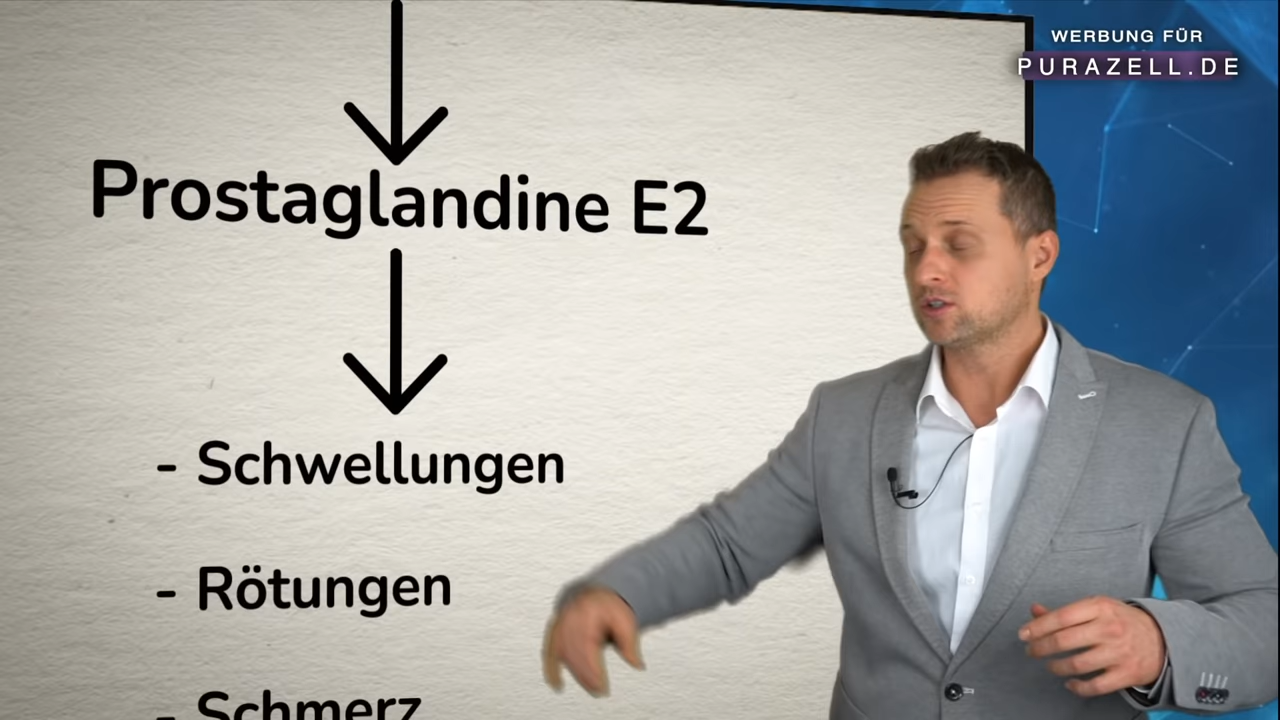 WERBUNG FÜR
PURAZELL.DE
Prostaglandine E2
- Schwellungen
- Rötungen
- Schmerz